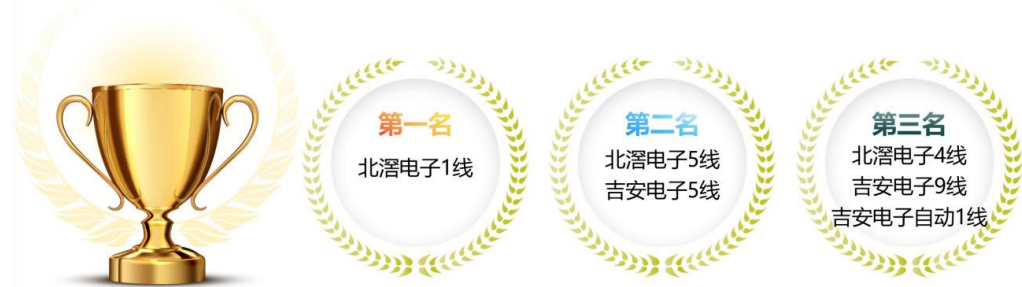 第一名
北滘电子1线
第二名
北滘电子5线
吉安电子5线
第三名
北滘电子4线
吉安电子9线
吉安电子自动1线